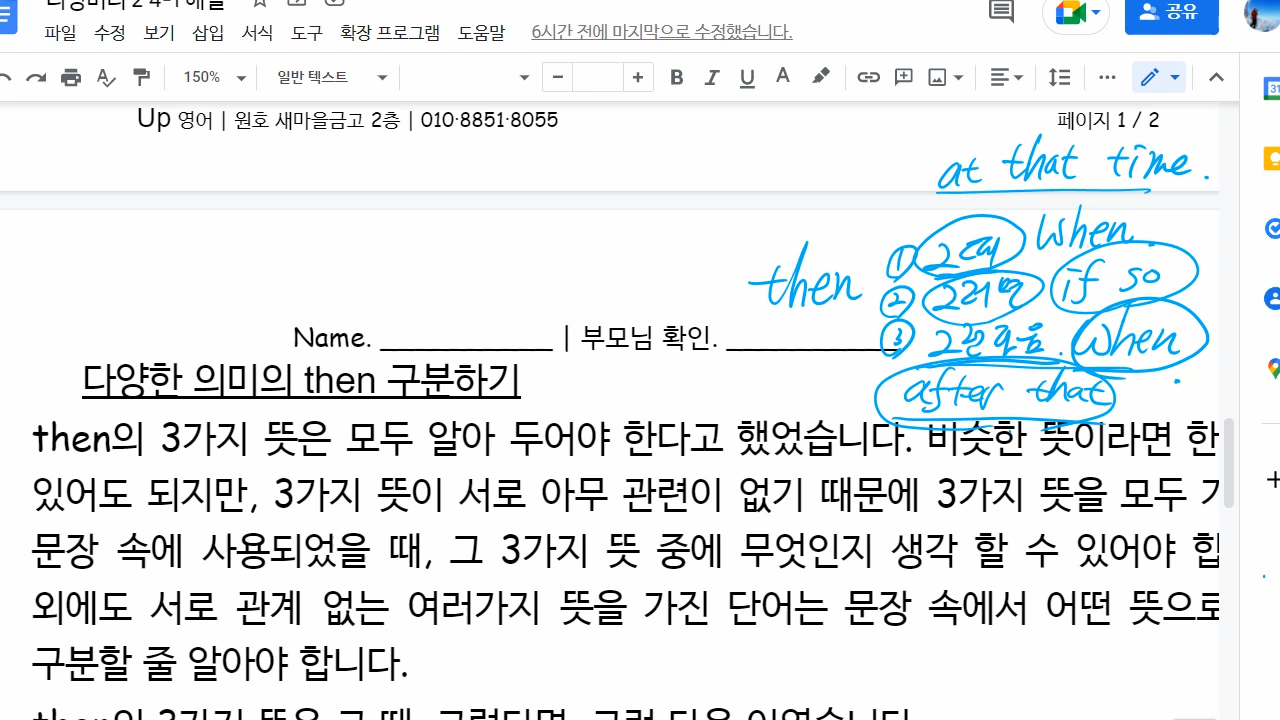 파일 수정 보기 삽입 서식 도구 확장 프로그램 도움말 6시간 전에 마지막으로 수정했습니다. 공유
150% 일반 텍스트 B I U A
Up 영어 | 원호 새마을금고 2층 | 010·8851·8055 페이지 1 / 2
at that time.
then ① 그때 when.
② 그러면 if so
③ 그런 다음. when
after that
Name. ____________ | 부모님 확인. ____________
다양한 의미의 then 구분하기
then의 3가지 뜻은 모두 알아 두어야 한다고 했었습니다. 비슷한 뜻이라면 한
있어도 되지만, 3가지 뜻이 서로 아무 관련이 없기 때문에 3가지 뜻을 모두
문장 속에 사용되었을 때, 그 3가지 뜻 중에 무엇인지 생각 할 수 있어야
외에도 서로 관계 없는 여러가지 뜻을 가진 단어는 문장 속에서 어떤 뜻으로
구분할 줄 알아야 합니다.